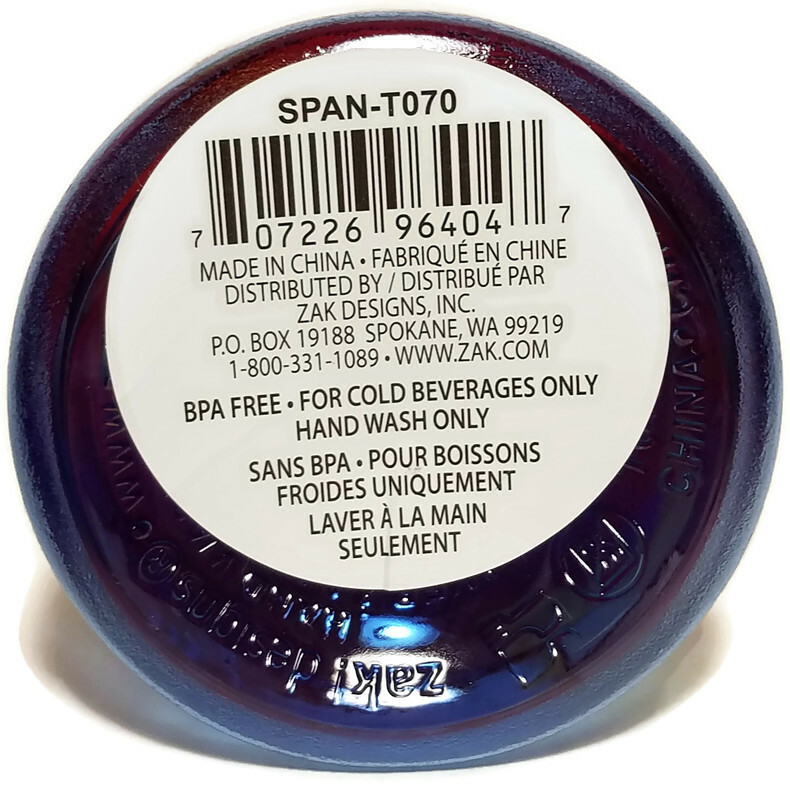 SPAN-T070
7 07226 96404 7
MADE IN CHINA • FABRIQUÉ EN CHINE
DISTRIBUTED BY / DISTRIBUÉ PAR
ZAK DESIGNS, INC.
P.O. BOX 19188 SPOKANE, WA 99219
1-800-331-1089 • WWW.ZAK.COM
BPA FREE • FOR COLD BEVERAGES ONLY
HAND WASH ONLY
SANS BPA • POUR BOISSONS
FROIDES UNIQUEMENT
LAVER À LA MAIN
SEULEMENT
zak! designs®
CHINA